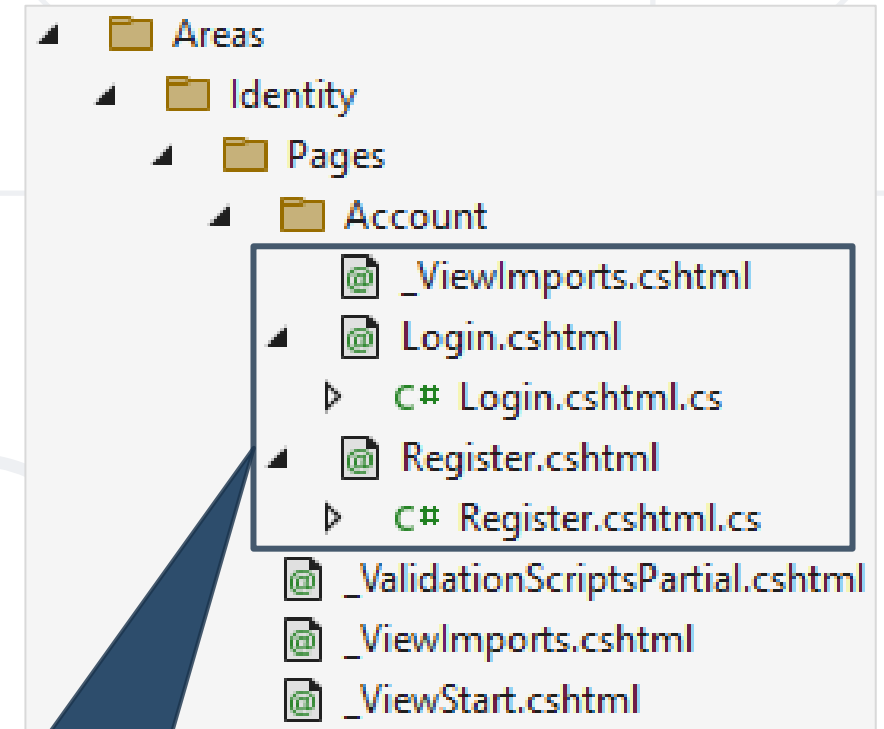 Areas
Identity
Pages
Account
@ _ViewImports.cshtml
@ Login.cshtml
C# Login.cshtml.cs
@ Register.cshtml
C# Register.cshtml.cs
@ _ValidationScriptsPartial.cshtml
@ _ViewImports.cshtml
@ _ViewStart.cshtml